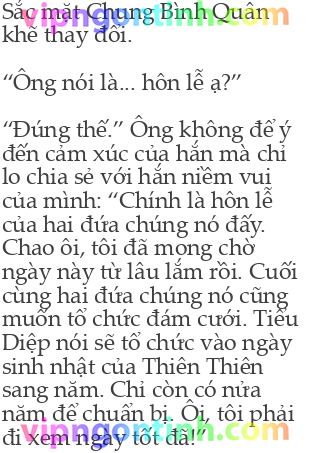 Sắc mặt Chung Bình Quân
vipngontinh.com
khẽ thay đổi.
“Ông nói là... hôn lễ ạ?”
“Đúng thế.” Ông không để ý
đến cảm xúc của hắn mà chỉ
lo chia sẻ với hắn niềm vui
của mình: “Chính là hôn lễ
của hai đứa chúng nó đấy.
Chao ôi, tôi đã mong chờ
ngày này từ lâu lắm rồi. Cuối
cùng hai đứa chúng nó cũng
muốn tổ chức đám cưới. Tiểu
Diệp nói sẽ tổ chức vào ngày
sinh nhật của Thiên Thiên
sang năm. Chỉ còn có nửa
năm để chuẩn bị. Ôi, tôi phải
vipngontinh.com
đi xem ngày tốt đã!”